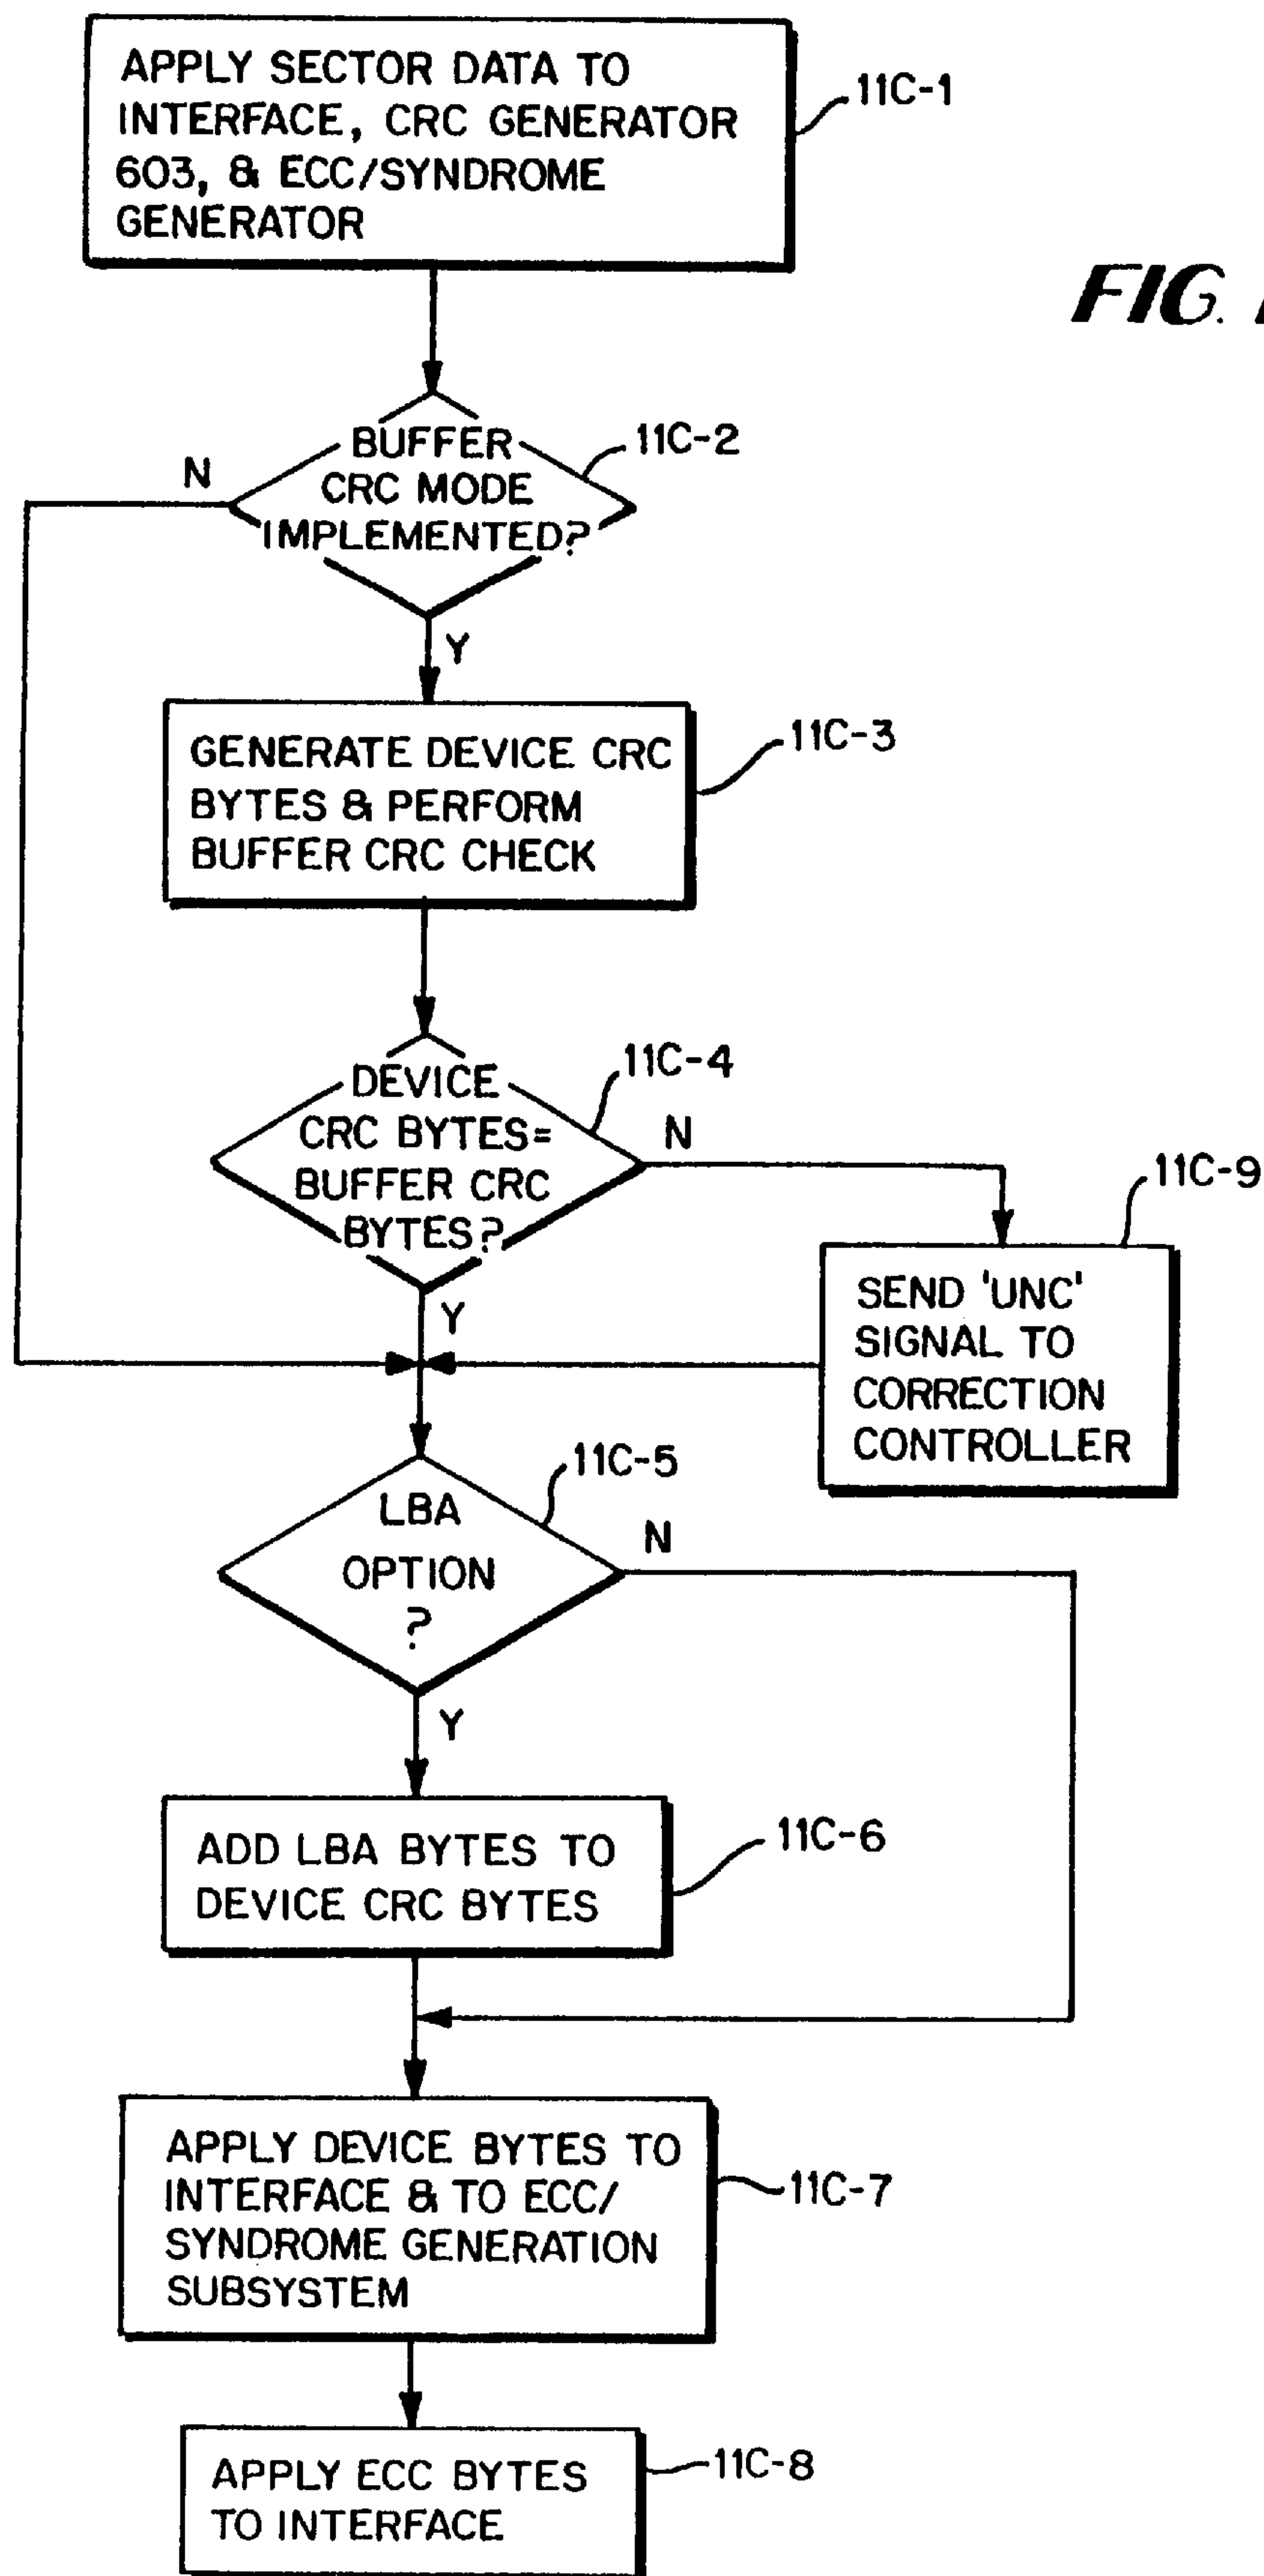 APPLY SECTOR DATA TO
INTERFACE, CRC GENERATOR
603, & ECC/SYNDROME
GENERATOR
11C-1
FIG.
BUFFER
CRC MODE
IMPLEMENTED?
11C-2
N
Y
GENERATE DEVICE CRC
BYTES & PERFORM
BUFFER CRC CHECK
11C-3
DEVICE
CRC BYTES=
BUFFER CRC
BYTES?
11C-4
N
Y
SEND 'UNC'
SIGNAL TO
CORRECTION
CONTROLLER
11C-9
LBA
OPTION
?
11C-5
N
Y
ADD LBA BYTES TO
DEVICE CRC BYTES
11C-6
APPLY DEVICE BYTES TO
INTERFACE & TO ECC/
SYNDROME GENERATION
SUBSYSTEM
11C-7
APPLY ECC BYTES
TO INTERFACE
11C-8